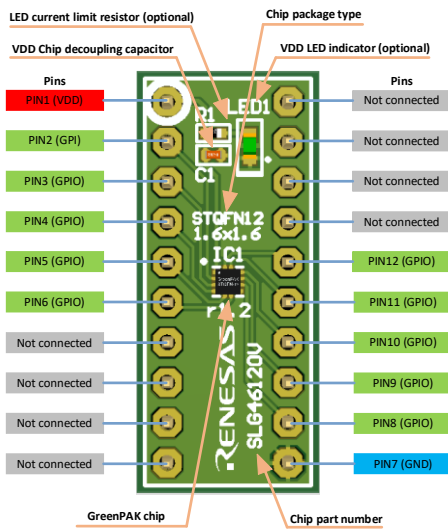 LED current limit resistor (optional)
Chip package type
VDD Chip decoupling capacitor
VDD LED indicator (optional)
Pins
Pins
PIN1 (VDD)
Not connected
PIN2 (GPI)
Not connected
PIN3 (GPIO)
Not connected
PIN4 (GPIO)
Not connected
PIN5 (GPIO)
PIN12 (GPIO)
PIN6 (GPIO)
PIN11 (GPIO)
Not connected
PIN10 (GPIO)
Not connected
PIN9 (GPIO)
Not connected
PIN8 (GPIO)
Not connected
PIN7 (GND)
R1
LED1
C1
STQFN12
1.6x1.6
IC1
r1.2
RENESAS
SLG46120V
GreenPAK chip
Chip part number